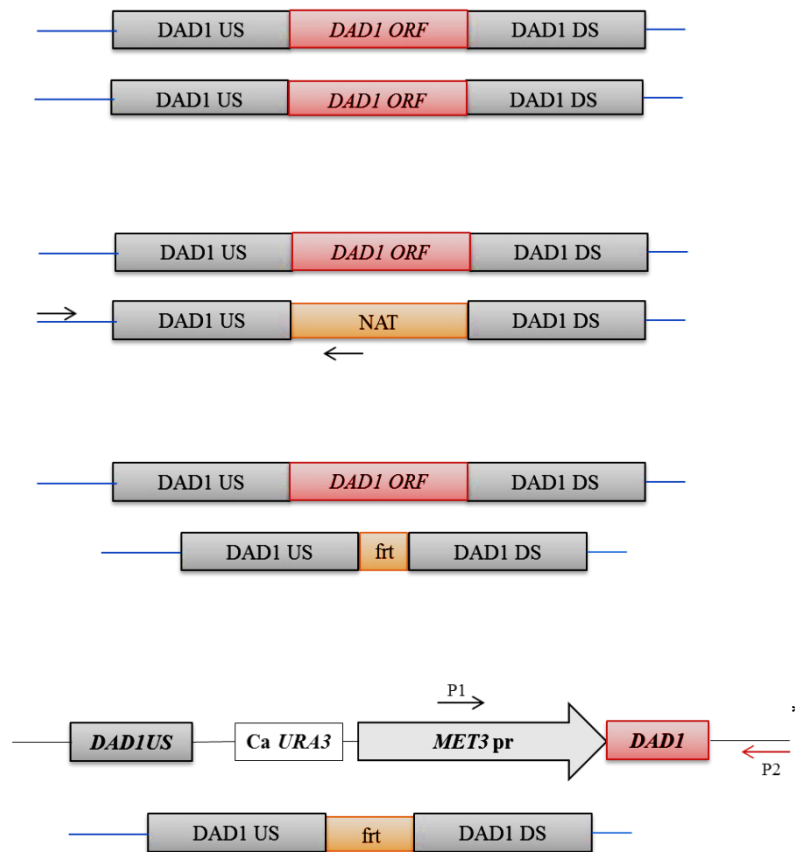 DAD1 US DAD1 ORF DAD1 DS
DAD1 US DAD1 ORF DAD1 DS
DAD1 US DAD1 ORF DAD1 DS
DAD1 US NAT DAD1 DS
DAD1 US DAD1 ORF DAD1 DS
DAD1 US frt DAD1 DS
P1
DAD1US Ca URA3 MET3 pr DAD1
P2
DAD1 US frt DAD1 DS